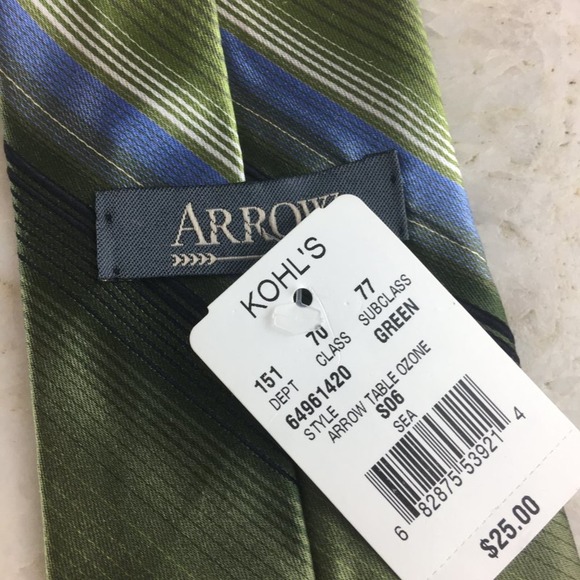 ARROW
KOHL'S
151 70 77
DEPT CLASS SUBCLASS
64961420 GREEN
STYLE
ARROW TABLE OZONE
S06
SEA
6 82875 53921 4
$25.00